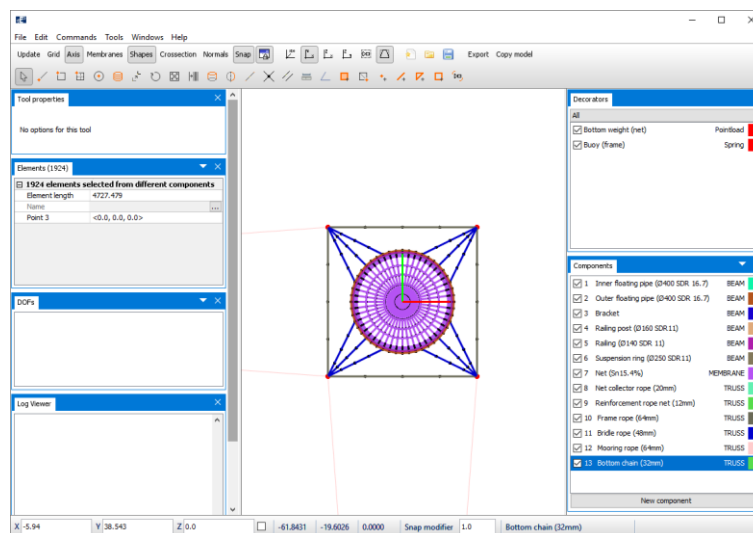 File Edit Commands Tools Windows Help
Update Grid Axis Membranes Shapes Crossection Normals Snap Export Copy model
Tool properties
No options for this tool
Elements (1924)
1924 elements selected from different components
Element length 4727.479
Name ...
Point 3 <0.0, 0.0, 0.0>
DOFs
Log Viewer
Decorators
All
Bottom weight (net) Pointload
Buoy (frame) Spring
Components
1 Inner floating pipe (Ø400 SDR 16.7) BEAM
2 Outer floating pipe (Ø400 SDR 16.7) BEAM
3 Bracket BEAM
4 Railing post (Ø160 SDR11) BEAM
5 Railing (Ø140 SDR 11) BEAM
6 Suspension ring (Ø250 SDR11) BEAM
7 Net (Sn15.4%) MEMBRANE
8 Net collector rope (20mm) TRUSS
9 Reinforcement rope net (12mm) TRUSS
10 Frame rope (64mm) TRUSS
11 Bridle rope (48mm) TRUSS
12 Mooring rope (64mm) TRUSS
13 Bottom chain (32mm) TRUSS
New component
X -5.94 Y 38.543 Z 0.0 -61.8431 -19.6026 0.0000 Snap modifier 1.0 Bottom chain (32mm)